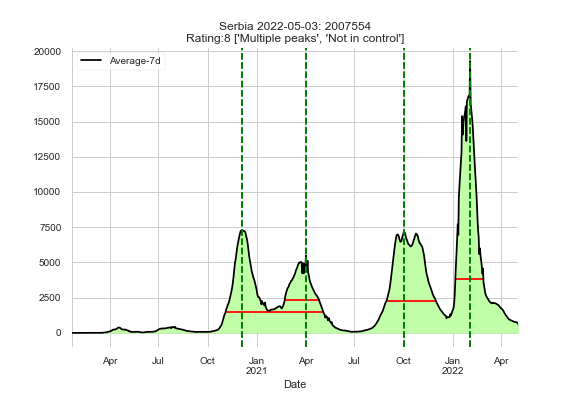 Serbia 2022-05-03: 2007554
Rating:8 ['Multiple peaks', 'Not in control']
Average-7d
20000
17500
15000
12500
10000
7500
5000
2500
0
Apr Jul Oct Jan Apr Jul Oct Jan Apr
2021 2022
Date